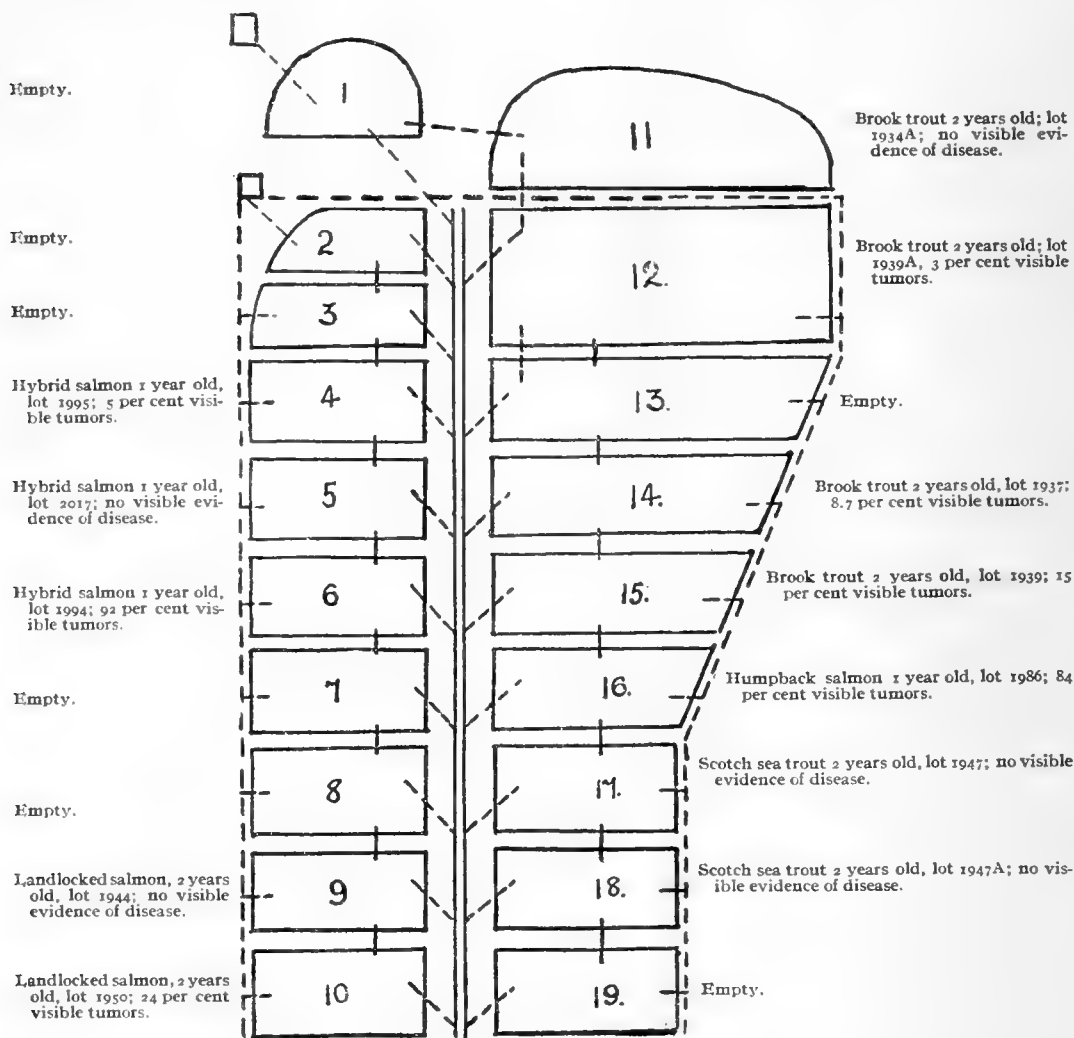 Empty.
1
11
Brook trout 2 years old; lot
1934A; no visible evi-
dence of disease.
Empty.
2
12.
Brook trout 2 years old; lot
1939A, 3 per cent visible
tumors.
Empty.
3
Hybrid salmon 1 year old,
lot 1995; 5 per cent visi-
ble tumors.
4
13.
Empty.
Hybrid salmon 1 year old,
lot 2017; no visible evi-
dence of disease.
5
14.
Brook trout 2 years old, lot 1937;
8.7 per cent visible tumors.
Hybrid salmon 1 year old,
lot 1994; 92 per cent vis-
ible tumors.
6
15.
Brook trout 2 years old, lot 1939; 15
per cent visible tumors.
Empty.
7
16.
Humpback salmon 1 year old, lot 1986; 84
per cent visible tumors.
Empty.
8
17.
Scotch sea trout 2 years old, lot 1947; no visible
evidence of disease.
Landlocked salmon, 2 years
old, lot 1944; no visible
evidence of disease.
9
18.
Scotch sea trout 2 years old, lot 1947A; no vis-
ible evidence of disease.
Landlocked salmon, 2 years
old, lot 1950; 24 per cent
visible tumors.
10
19.
Empty.